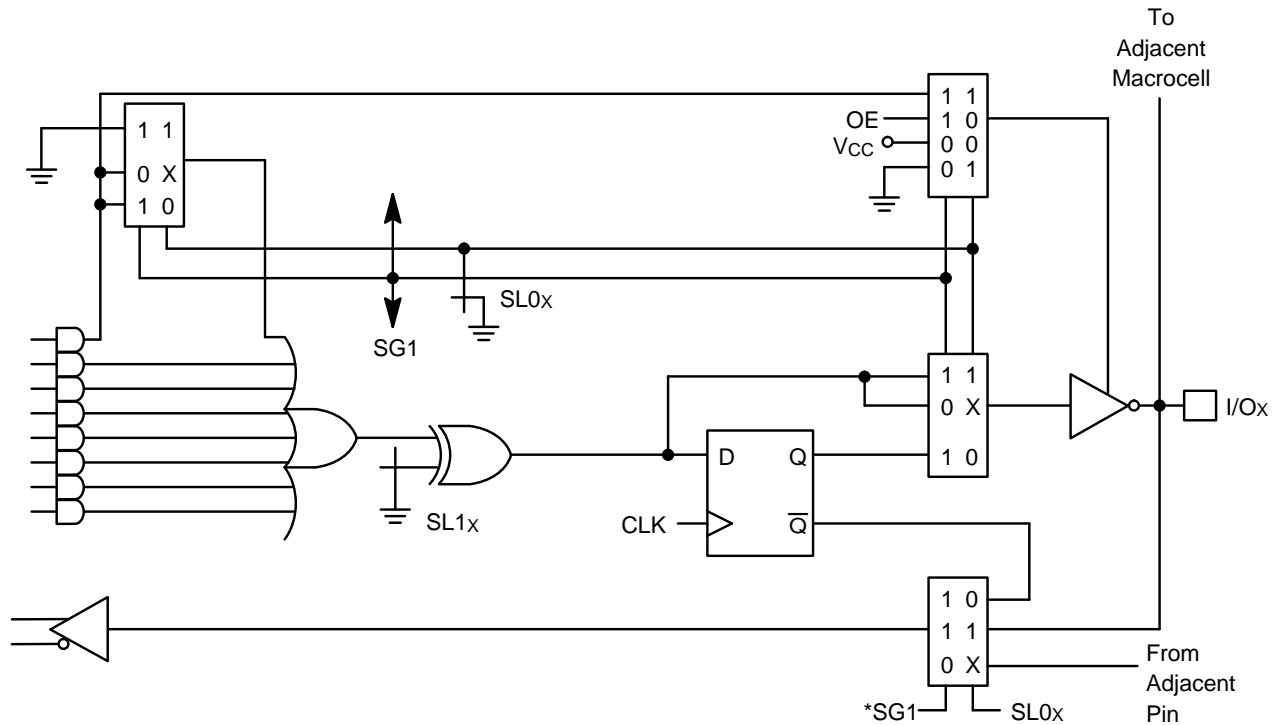 To
Adjacent
Macrocell
1 1
OE 1 0
VCC 0 0
0 1
1 1
0 X
1 0
SL0X
SG1
1 1
0 X
1 0
I/OX
D Q
CLK Q̅
SL1X
1 0
1 1
0 X
From
Adjacent
Pin
*SG1 SL0X